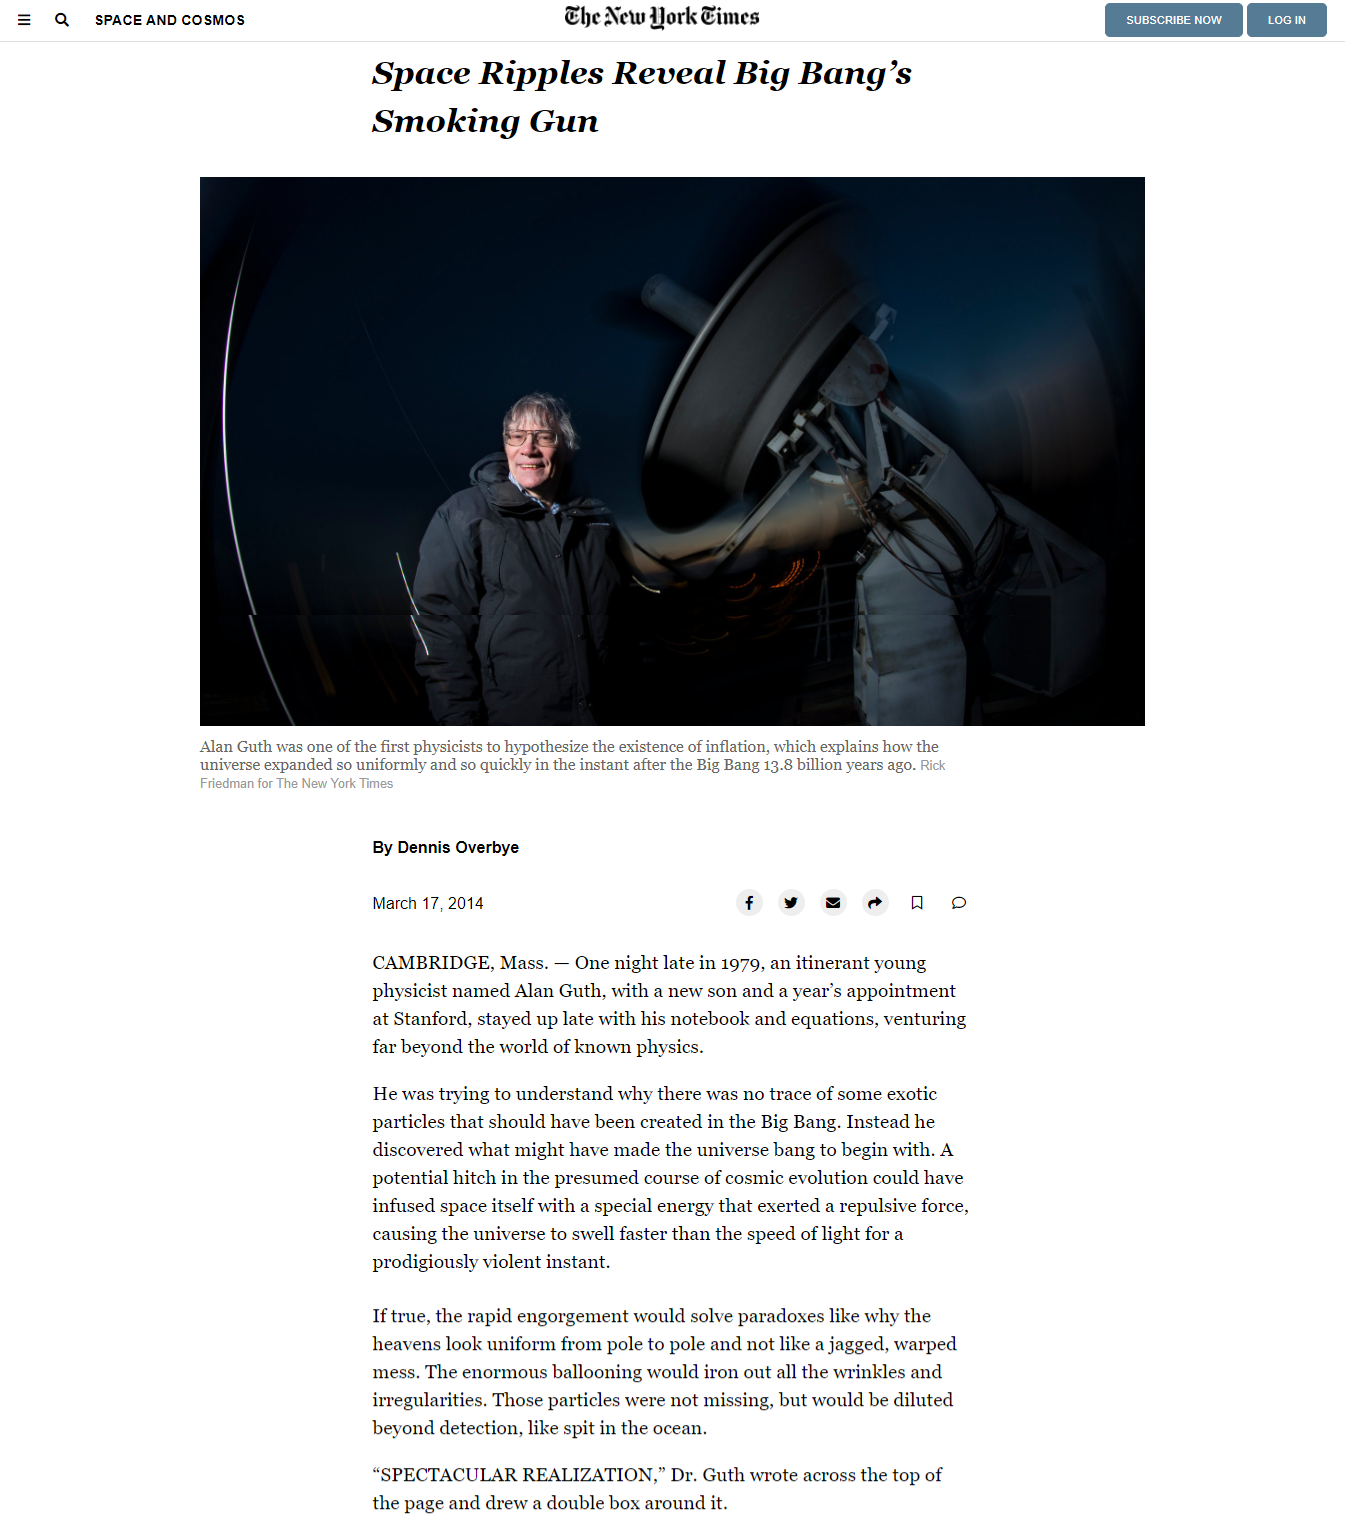 SPACE AND COSMOS
The New York Times
SUBSCRIBE NOW
LOG IN
Space Ripples Reveal Big Bang’s
Smoking Gun
Alan Guth was one of the first physicists to hypothesize the existence of inflation, which explains how the
universe expanded so uniformly and so quickly in the instant after the Big Bang 13.8 billion years ago. Rick
Friedman for The New York Times
By Dennis Overbye
March 17, 2014
CAMBRIDGE, Mass. — One night late in 1979, an itinerant young
physicist named Alan Guth, with a new son and a year’s appointment
at Stanford, stayed up late with his notebook and equations, venturing
far beyond the world of known physics.
He was trying to understand why there was no trace of some exotic
particles that should have been created in the Big Bang. Instead he
discovered what might have made the universe bang to begin with. A
potential hitch in the presumed course of cosmic evolution could have
infused space itself with a special energy that exerted a repulsive force,
causing the universe to swell faster than the speed of light for a
prodigiously violent instant.
If true, the rapid engorgement would solve paradoxes like why the
heavens look uniform from pole to pole and not like a jagged, warped
mess. The enormous ballooning would iron out all the wrinkles and
irregularities. Those particles were not missing, but would be diluted
beyond detection, like spit in the ocean.
“SPECTACULAR REALIZATION,” Dr. Guth wrote across the top of
the page and drew a double box around it.